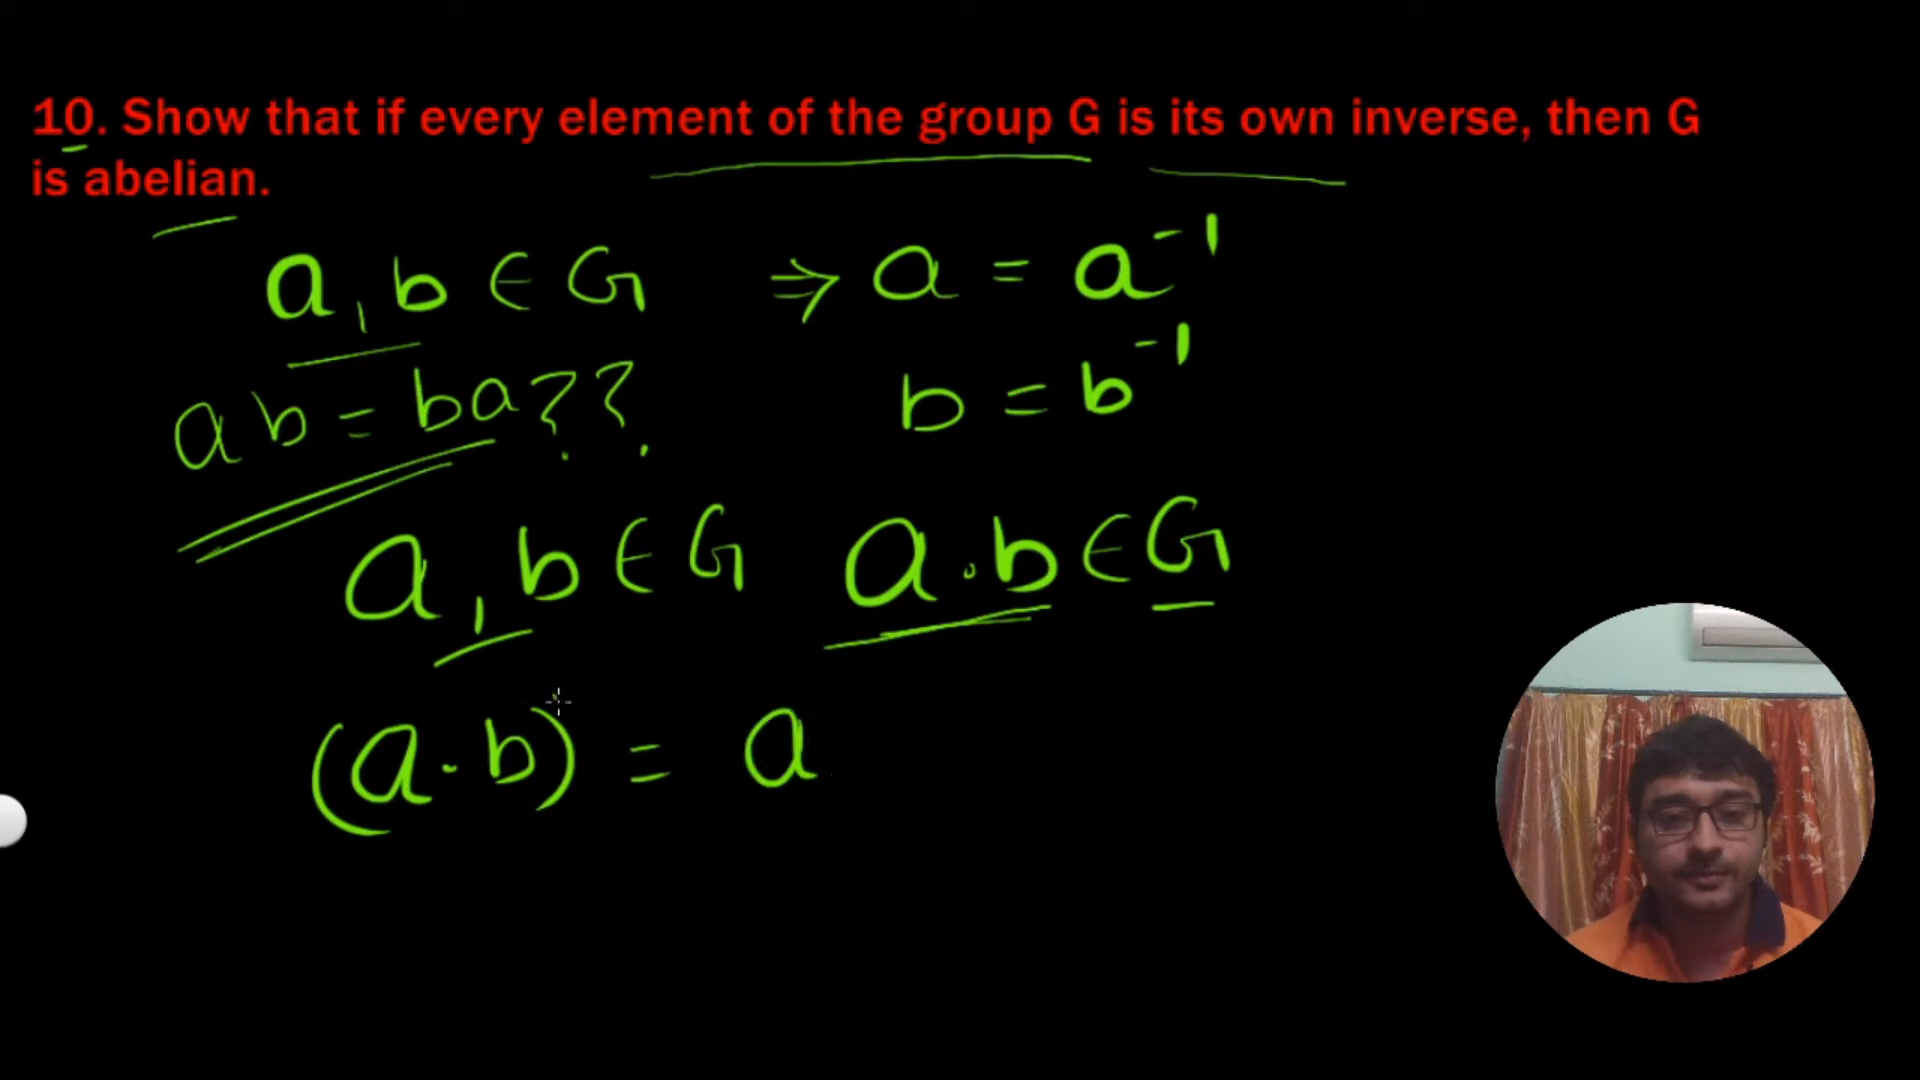 10. Show that if every element of the group G is its own inverse, then G
is abelian.
a, b ∈ G ⇒ a = a⁻¹
ab = ba ?? b = b⁻¹
a, b ∈ G a·b ∈ G
(a·b) = a